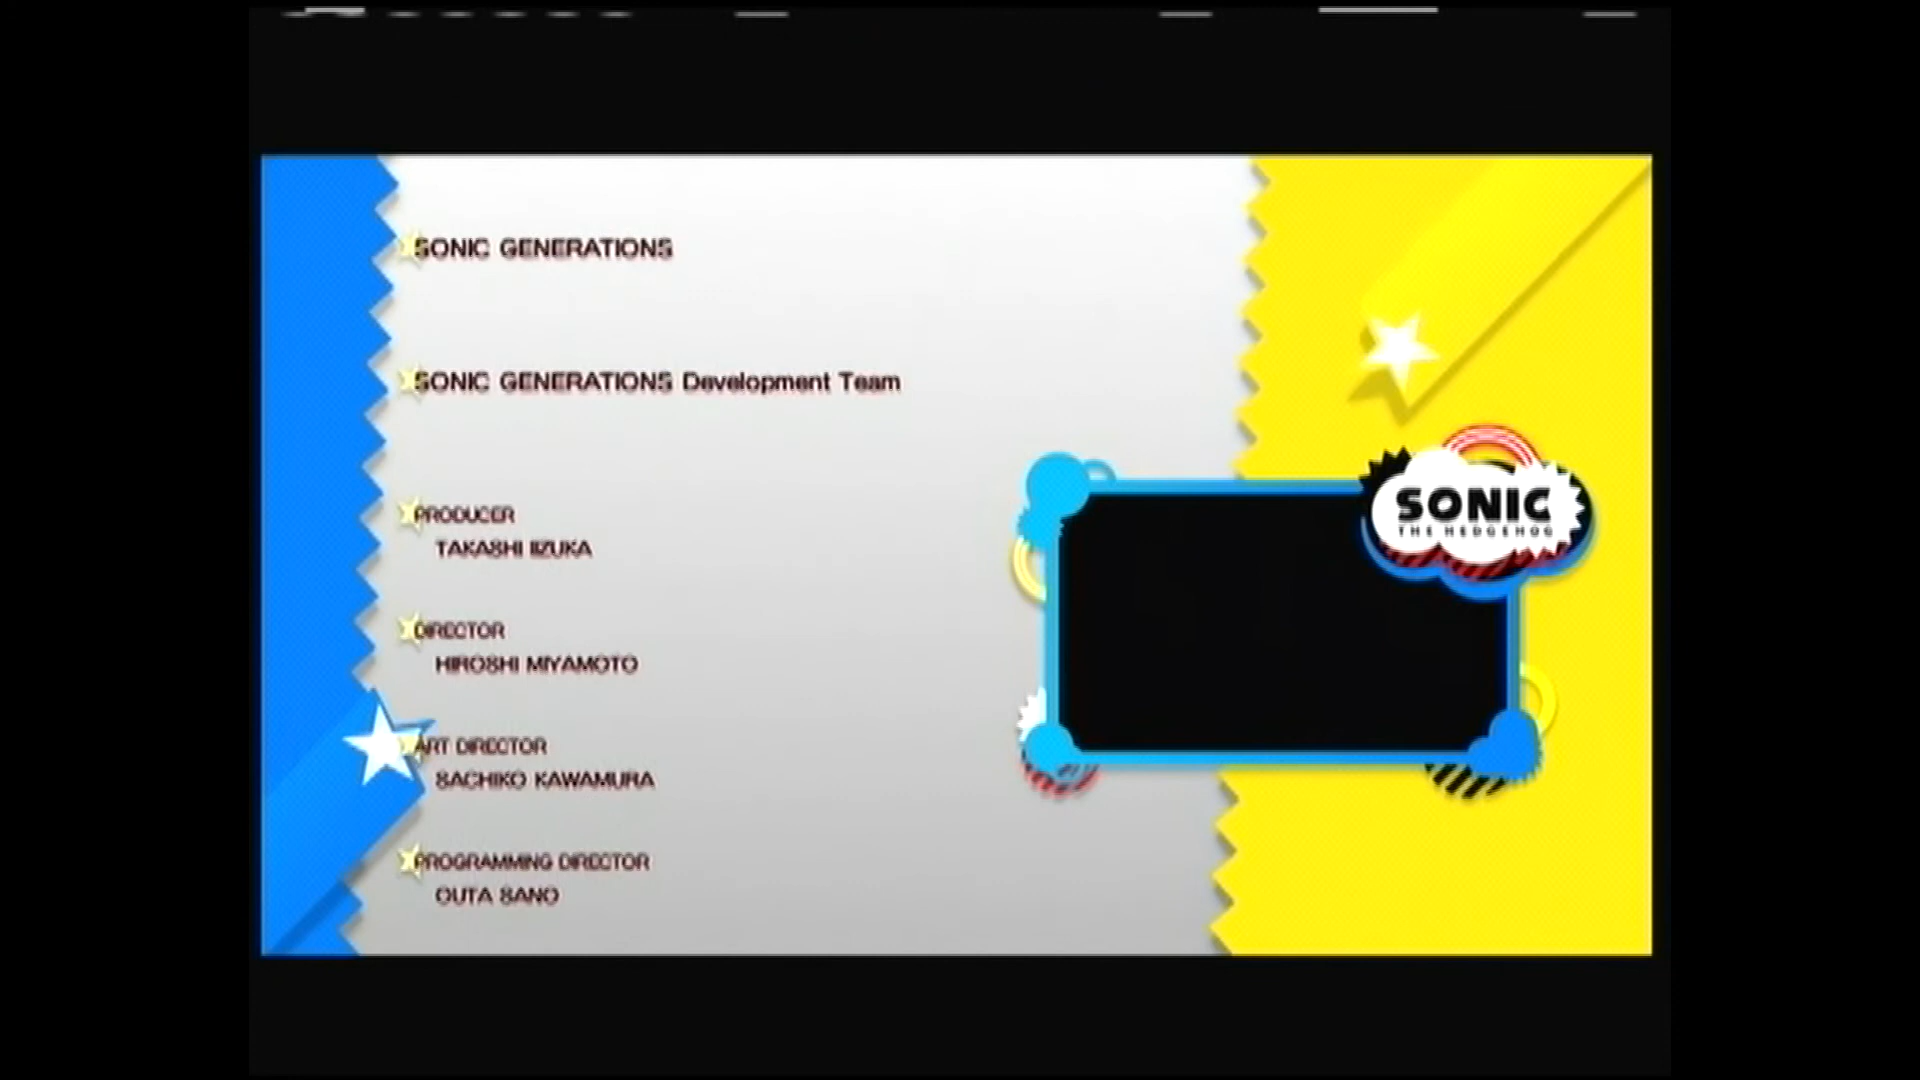 SONIC GENERATIONS
SONIC GENERATIONS Development Team
SONIC
THE HEDGEHOG
PRODUCER
TAKASHI IIZUKA
DIRECTOR
HIROSHI MIYAMOTO
ART DIRECTOR
SACHIKO KAWAMURA
PROGRAMMING DIRECTOR
OUTA SANO